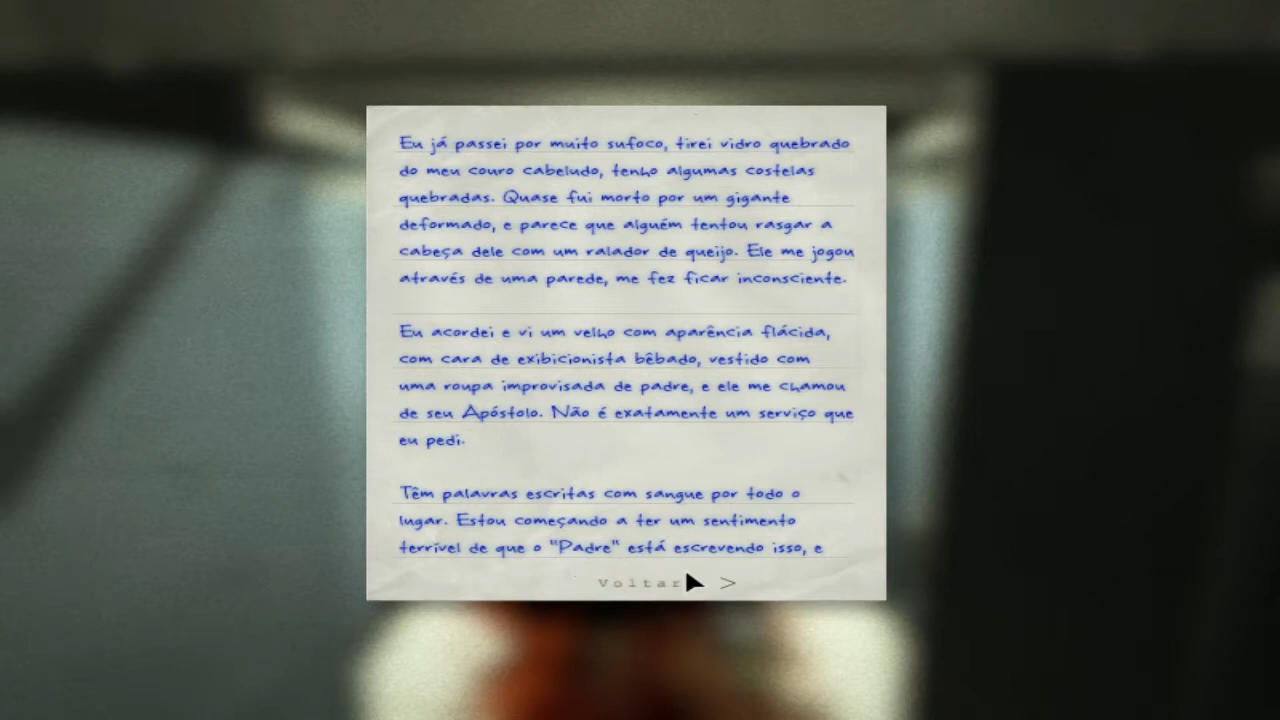 Eu já passei por muito sufoco, tirei vidro quebrado
do meu couro cabeludo, tenho algumas costelas
quebradas. Quase fui morto por um gigante
deformado, e parece que alguém tentou rasgar a
cabeça dele com um ralador de queijo. Ele me jogou
através de uma parede, me fez ficar inconsciente.
Eu acordei e vi um velho com aparência flácida,
com cara de exibicionista bêbado, vestido com
uma roupa improvisada de padre, e ele me chamou
de seu Apóstolo. Não é exatamente um serviço que
eu pedi.
Têm palavras escritas com sangue por todo o
lugar. Estou começando a ter um sentimento
terrível de que o "Padre" está escrevendo isso, e
Voltar >